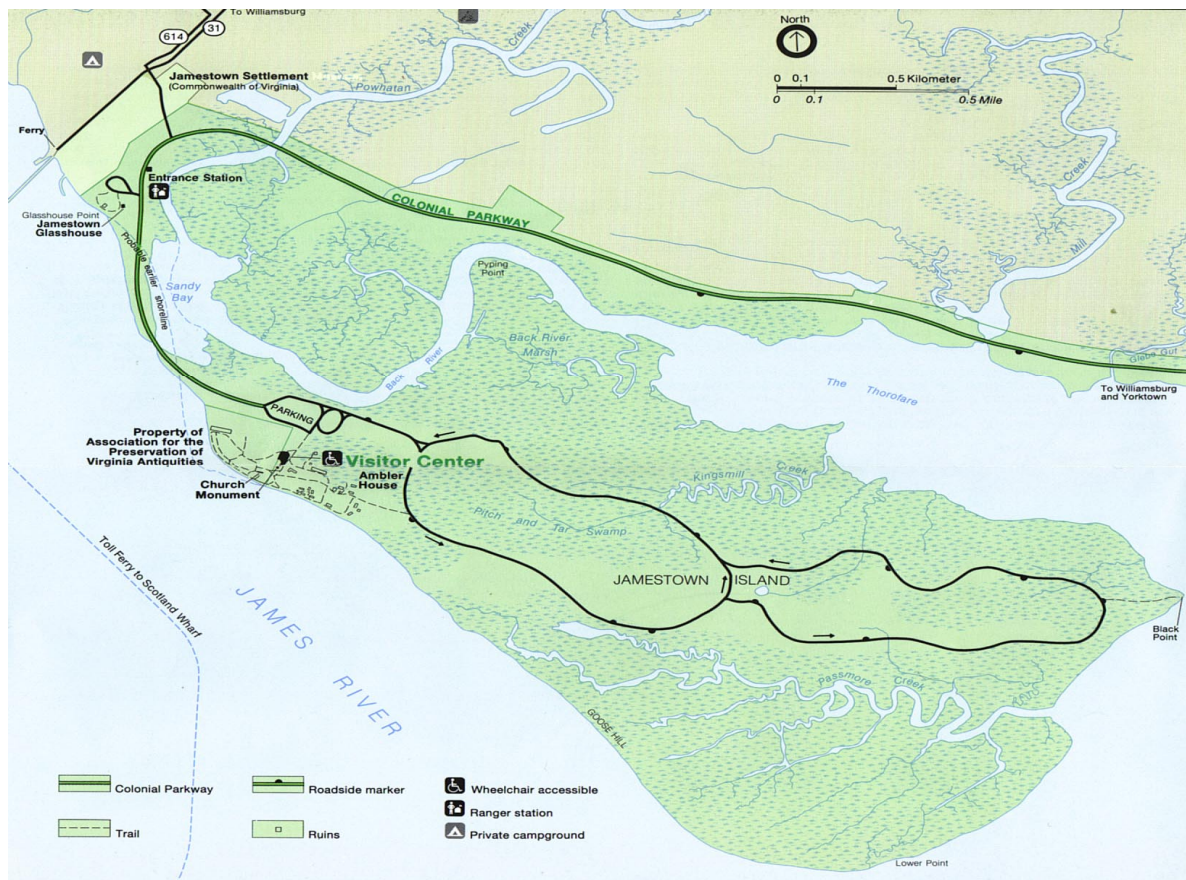 To Williamsburg
31
614
North
Jamestown Settlement
(Commonwealth of Virginia)
0 0.1 0.5 Kilometer
0 0.1 0.5 Mile
Creek
Powhatan
Ferry
Entrance Station
COLONIAL PARKWAY
Creek
Mill
Glasshouse Point
Jamestown
Glasshouse
Probable earlier shoreline
Sandy
Bay
Pyping
Point
Back River
Marsh
Back River
Glebe Gut
The Thorofare
To Williamsburg
and Yorktown
PARKING
Property of
Association for the
Preservation of
Virginia Antiquities
Visitor Center
Church
Monument
Ambler
House
Kingsmill Creek
Pitch and Tar Swamp
Toll Ferry to Scotland Wharf
JAMESTOWN ISLAND
JAMES RIVER
Black
Point
Passmore Creek
GOOSE HILL
Colonial Parkway
Roadside marker
Wheelchair accessible
Ranger station
Trail
Ruins
Private campground
Lower Point